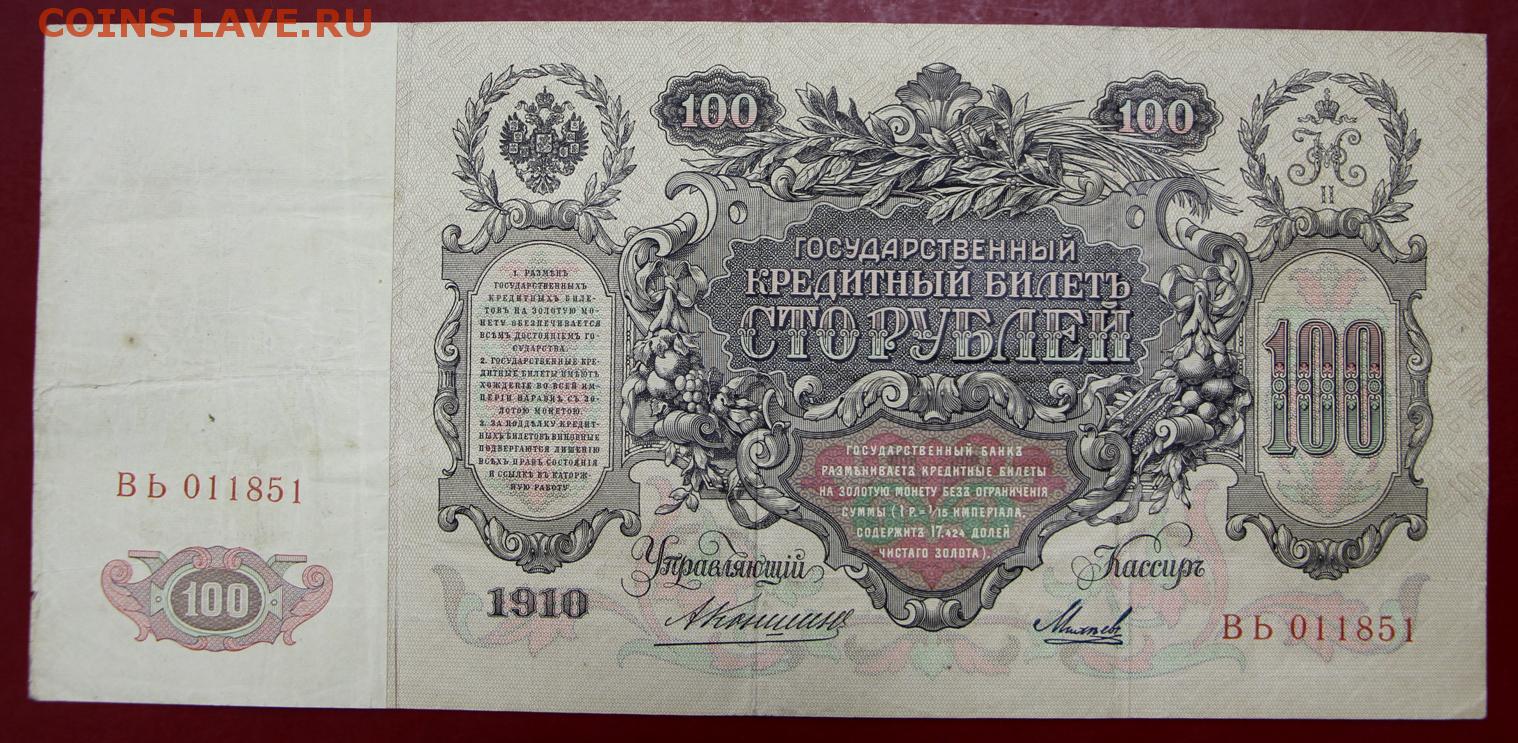 COINS.LAVE.RU
100
100
II
ГОСУДАРСТВЕННЫЙ
КРЕДИТНЫЙ БИЛЕТЪ
СТО РУБЛЕЙ
1. РАЗМѢНЪ
ГОСУДАРСТВЕННЫХЪ
КРЕДИТНЫХЪ БИЛЕ-
ТОВЪ НА ЗОЛОТУЮ МО-
НЕТУ ОБЕЗПЕЧИВАЕТСЯ
ВСѢМЪ ДОСТОЯНІЕМЪ ГО-
СУДАРСТВА.
2. ГОСУДАРСТВЕННЫЕ КРЕ-
ДИТНЫЕ БИЛЕТЫ ИМѢЮТЪ
ХОЖДЕНІЕ ВО ВСЕЙ ИМ-
ПЕРІИ НАРАВНѢ СЪ ЗО-
ЛОТОЮ МОНЕТОЮ.
3. ЗА ПОДДѢЛКУ КРЕДИТ-
НЫХЪ БИЛЕТОВЪ ВИНОВНЫЕ
ПОДВЕРГАЮТСЯ ЛИШЕНІЮ
ВСѢХЪ ПРАВЪ СОСТОЯНІЯ
И ССЫЛКѢ ВЪ КАТОРЖ-
НУЮ РАБОТУ.
100
ГОСУДАРСТВЕННЫЙ БАНКЪ
РАЗМѢНИВАЕТЪ КРЕДИТНЫЕ БИЛЕТЫ
НА ЗОЛОТУЮ МОНЕТУ БЕЗЪ ОГРАНИЧЕНІЯ
СУММЫ (1 Р.= 1/15 ИМПЕРІАЛА,
СОДЕРЖИТЪ 17,424 ДОЛЕЙ
ЧИСТАГО ЗОЛОТА).
ВЬ 011851
100
Управляющій
Кассиръ
1910
АКоншинъ
ВЬ 011851